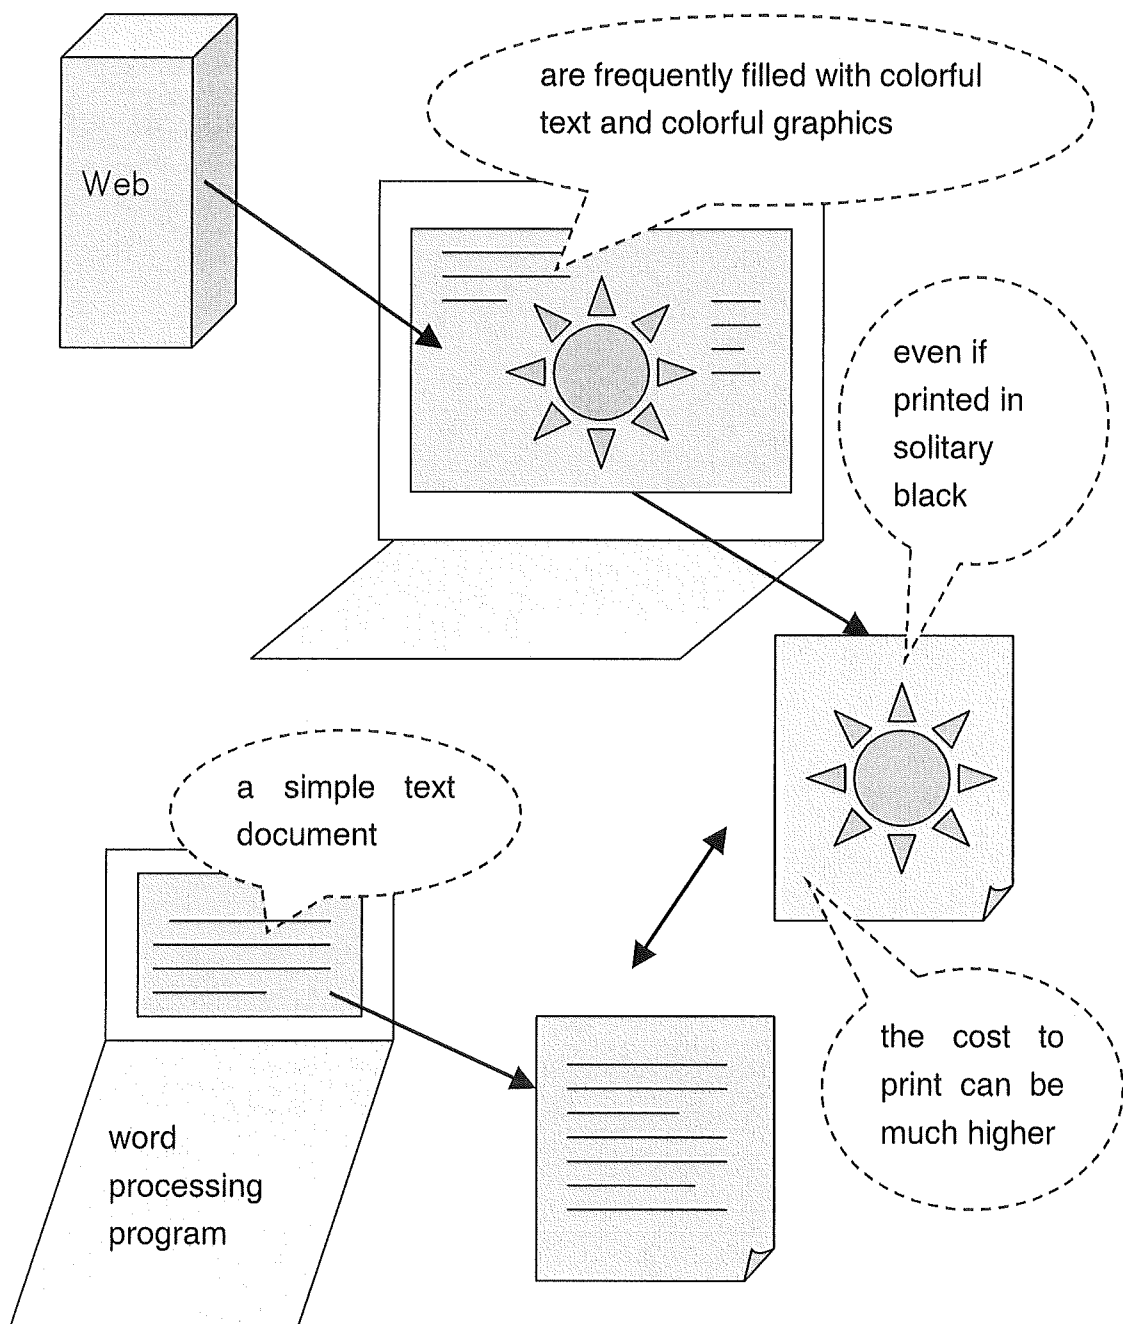 are frequently filled with colorful
text and colorful graphics
Web
even if
printed in
solitary
black
a simple text
document
the cost to
print can be
much higher
word
processing
program